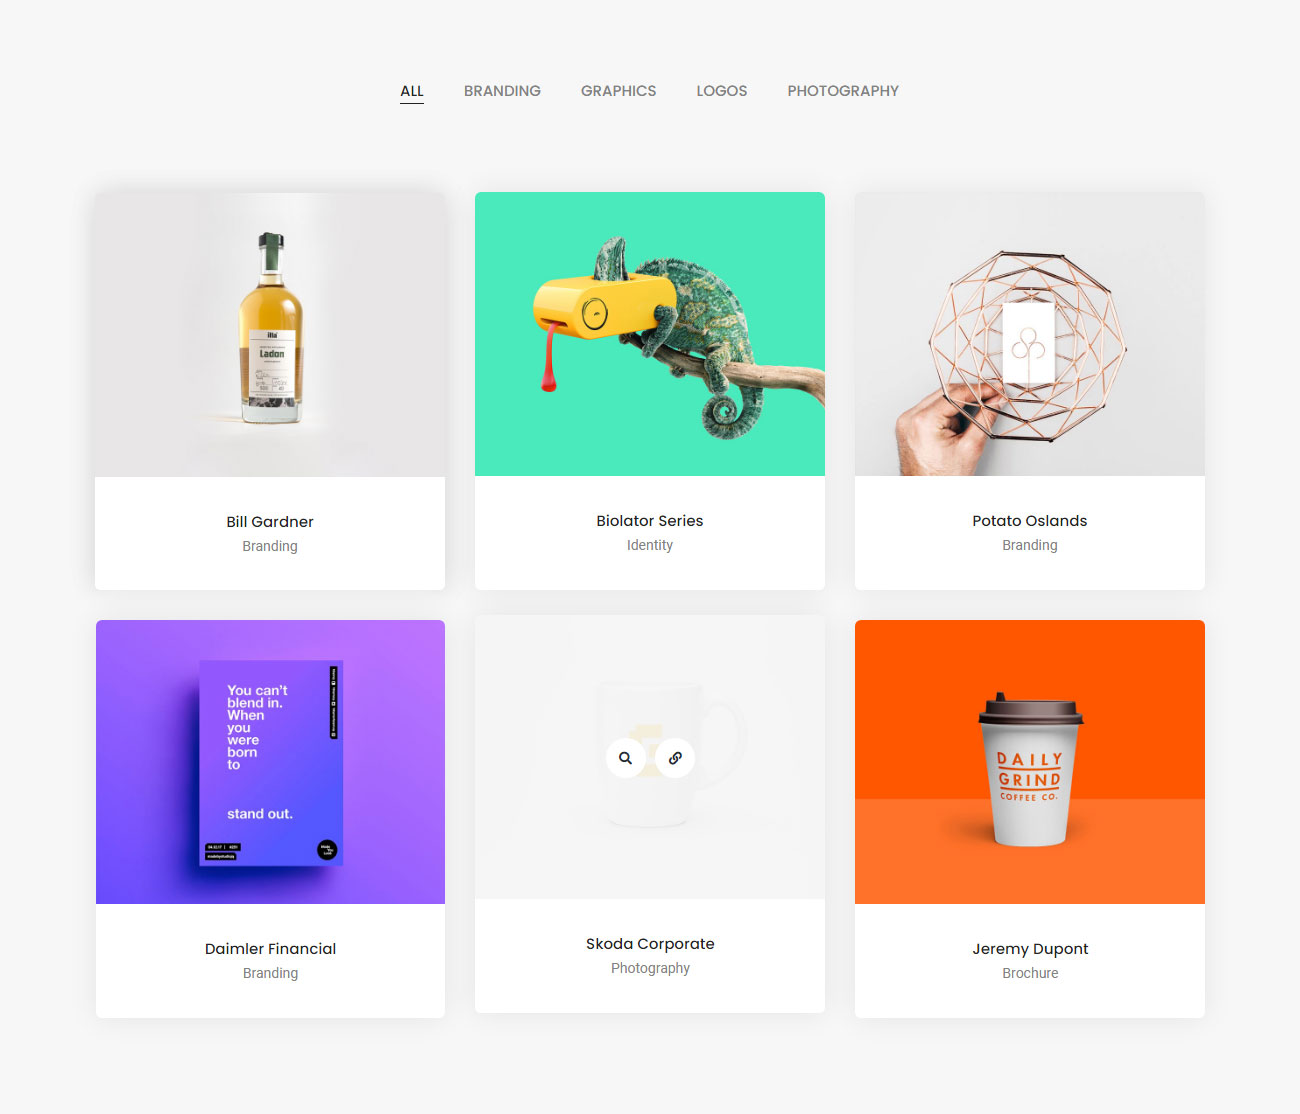 ALL BRANDING GRAPHICS LOGOS PHOTOGRAPHY
illa
Ladon
Bill Gardner
Branding
Biolator Series
Identity
Potato Oslands
Branding
You can't
blend in.
When
you
were
born
to
stand out.
Daimler Financial
Branding
Skoda Corporate
Photography
DAILY
GRIND
COFFEE CO.
Jeremy Dupont
Brochure